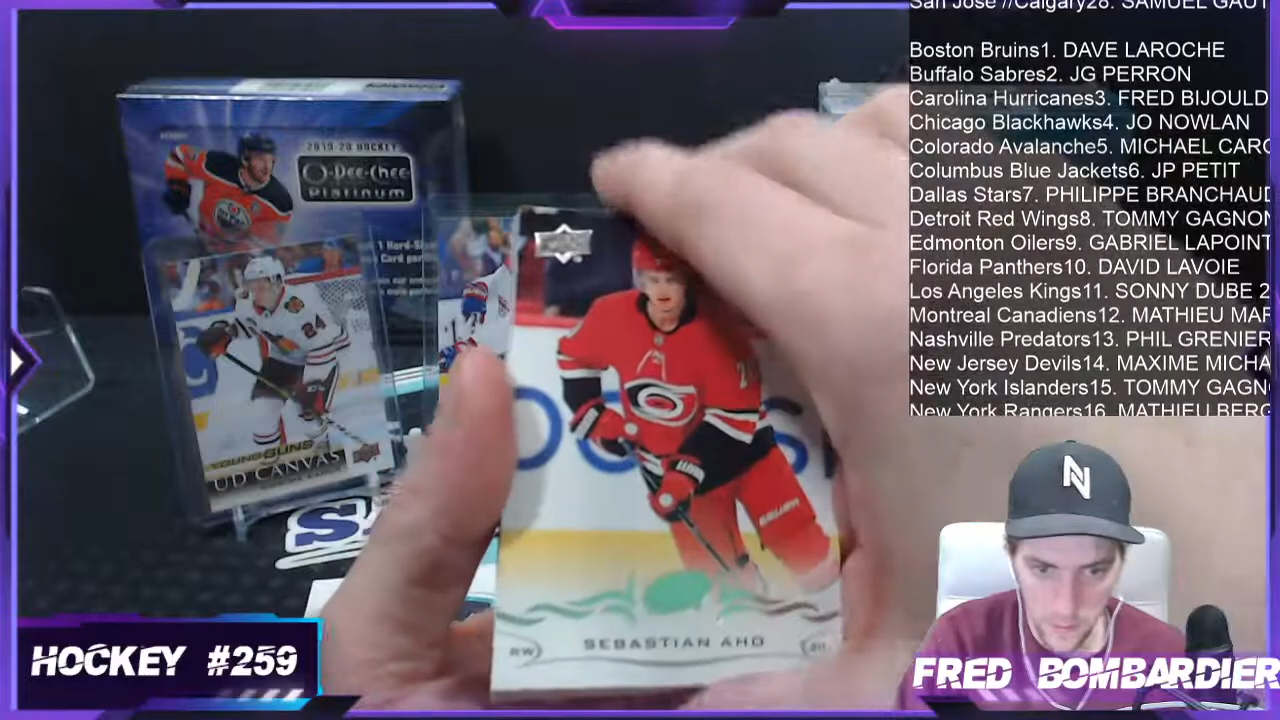 San Jose //Calgary28. SAMUEL GAUT
Boston Bruins1. DAVE LAROCHE
Buffalo Sabres2. JG PERRON
Carolina Hurricanes3. FRED BIJOULD
Chicago Blackhawks4. JO NOWLAN
Colorado Avalanche5. MICHAEL CARO
Columbus Blue Jackets6. JP PETIT
Dallas Stars7. PHILIPPE BRANCHAUD
Detroit Red Wings8. TOMMY GAGNON
Edmonton Oilers9. GABRIEL LAPOINT
Florida Panthers10. DAVID LAVOIE
Los Angeles Kings11. SONNY DUBE 2
Montreal Canadiens12. MATHIEU MAR
Nashville Predators13. PHIL GRENIER
New Jersey Devils14. MAXIME MICHA
New York Islanders15. TOMMY GAGN
New York Rangers16. MATHIEU BERG
2019-20 HOCKEY
O-Pee-Chee
Platinum
24
YOUNG GUNS
UD CANVAS
SEBASTIAN AHO
RW
HOCKEY #259
FRED BOMBARDIER